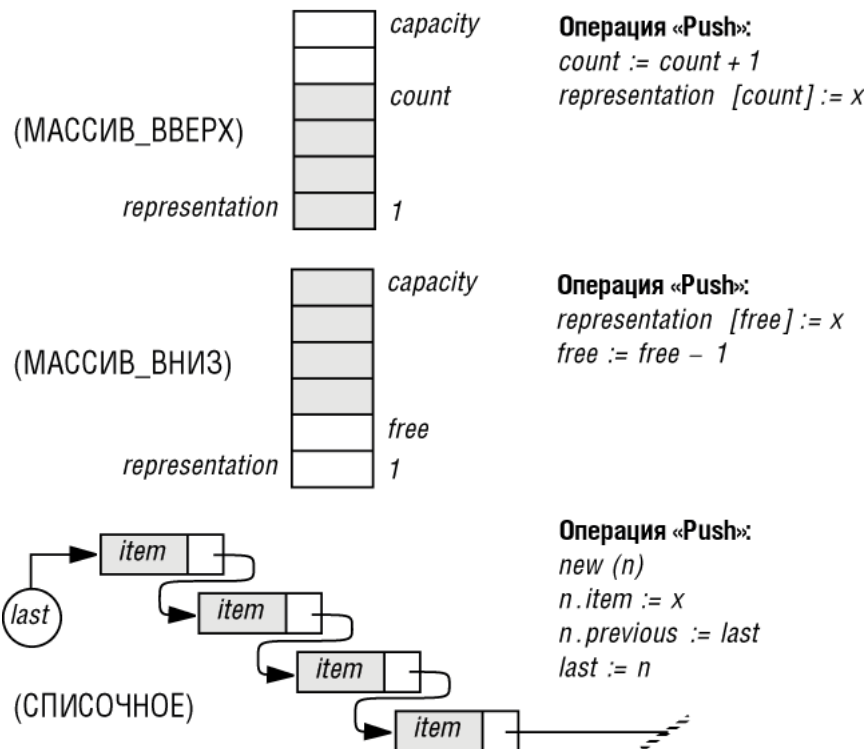 capacity
count
(МАССИВ_ВВЕРХ)
representation 1
Операция «Push»:
count := count + 1
representation [count] := x
capacity
(МАССИВ_ВНИЗ)
free
representation 1
Операция «Push»:
representation [free] := x
free := free – 1
item
last
item
item
item
(СПИСОЧНОЕ)
Операция «Push»:
new (n)
n.item := x
n.previous := last
last := n